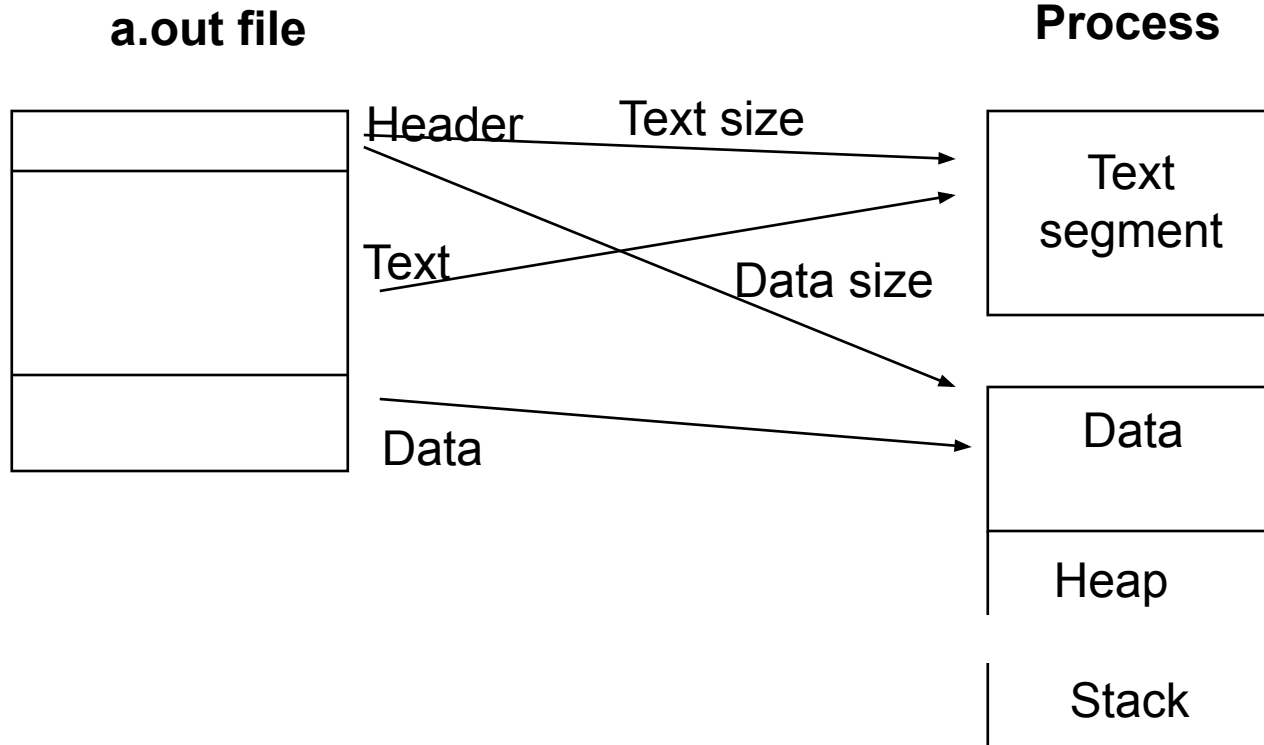 a.out file
Process
Header
Text size
Text
segment
Text
Data size
Data
Data
Heap
Stack